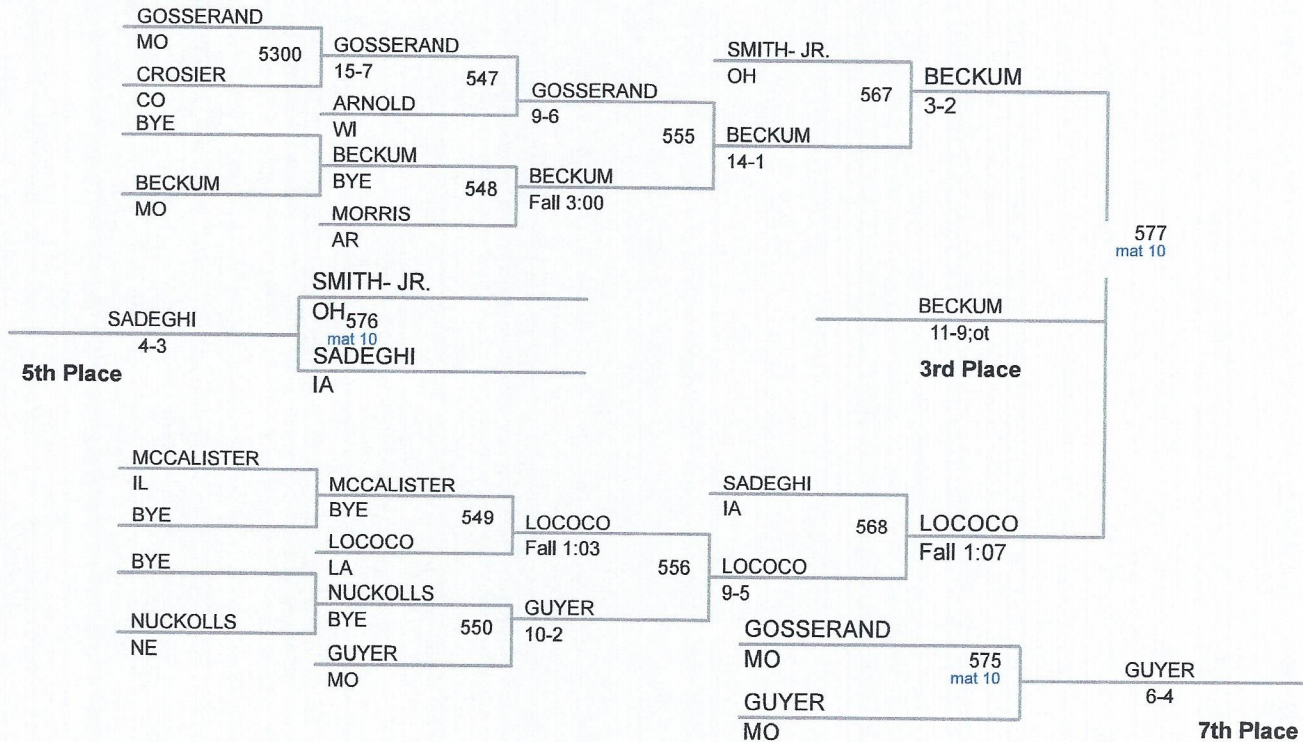 GOSSERAND
MO
5300
CROSIER
CO
BYE
BECKUM
MO
GOSSERAND
15-7
547
ARNOLD
WI
BECKUM
BYE
548
MORRIS
AR
GOSSERAND
9-6
555
BECKUM
Fall 3:00
SMITH- JR.
OH
567
BECKUM
14-1
BECKUM
3-2
577
mat 10
BECKUM
11-9;ot
3rd Place
SMITH- JR.
OH
576
mat 10
SADEGHI
IA
SADEGHI
4-3
5th Place
MCCALISTER
IL
BYE
BYE
NUCKOLLS
NE
MCCALISTER
BYE
549
LOCOCO
LA
NUCKOLLS
BYE
550
GUYER
MO
LOCOCO
Fall 1:03
556
GUYER
10-2
SADEGHI
IA
568
LOCOCO
9-5
LOCOCO
Fall 1:07
GOSSERAND
MO
575
mat 10
GUYER
MO
GUYER
6-4
7th Place